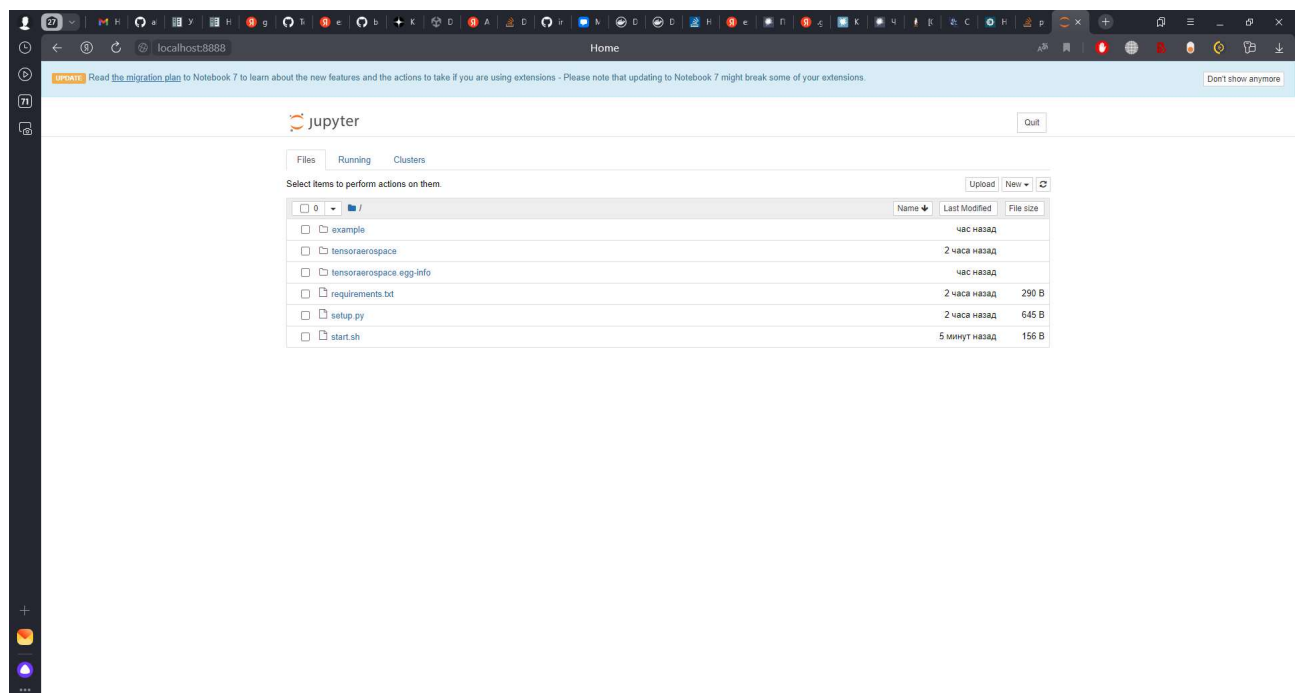 27
localhost:8888
Home
71
UPDATE Read the migration plan to Notebook 7 to learn about the new features and the actions to take if you are using extensions - Please note that updating to Notebook 7 might break some of your extensions.
Don't show anymore
jupyter
Quit
Files Running Clusters
Select items to perform actions on them.
Upload New
0 / Name Last Modified File size
example час назад
tensoraerospace 2 часа назад
tensoraerospace.egg-info час назад
requirements.txt 2 часа назад 290 B
setup.py 2 часа назад 645 B
start.sh 5 минут назад 156 B